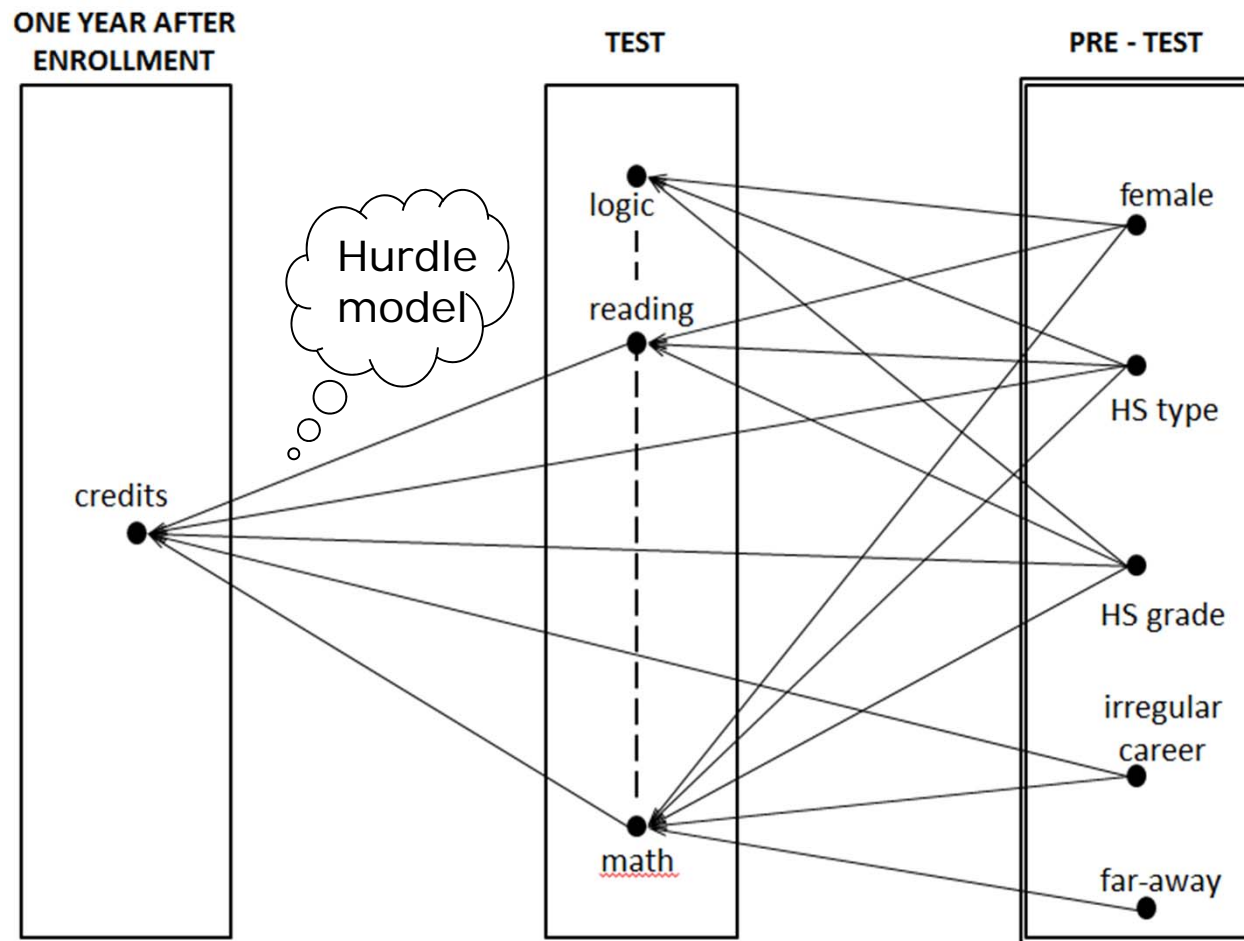 ONE YEAR AFTER
ENROLLMENT
TEST
PRE - TEST
Hurdle
model
logic
reading
math
credits
female
HS type
HS grade
irregular
career
far-away